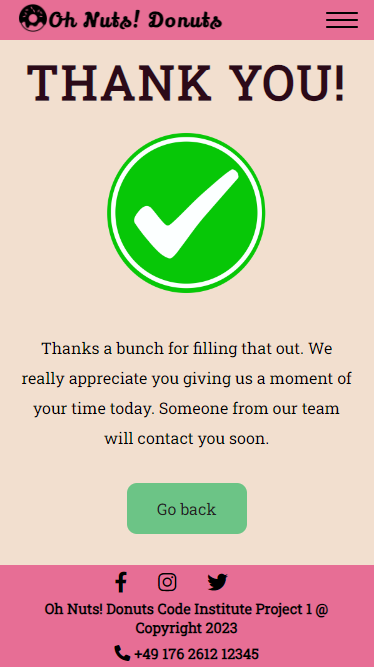 Oh Nuts! Donuts
THANK YOU!
Thanks a bunch for filling that out. We
really appreciate you giving us a moment of
your time today. Someone from our team
will contact you soon.
Go back
Oh Nuts! Donuts Code Institute Project 1 @
Copyright 2023
+49 176 2612 12345